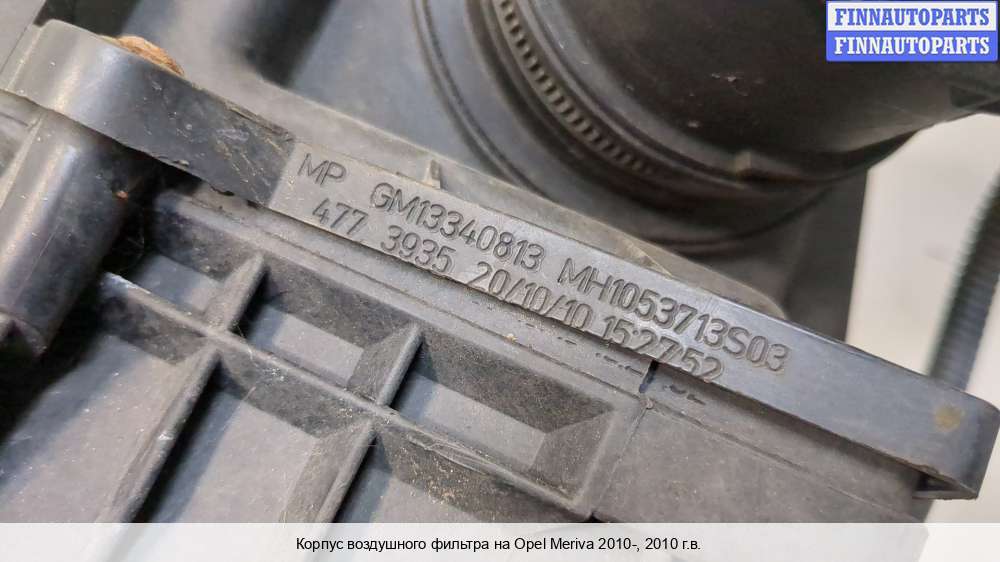 FINNAUTOPARTS
FINNAUTOPARTS
MP GM13340813 MH1053713S03
477 3935 20/10/10 15:27:52
Корпус воздушного фильтра на Opel Meriva 2010-, 2010 г.в.